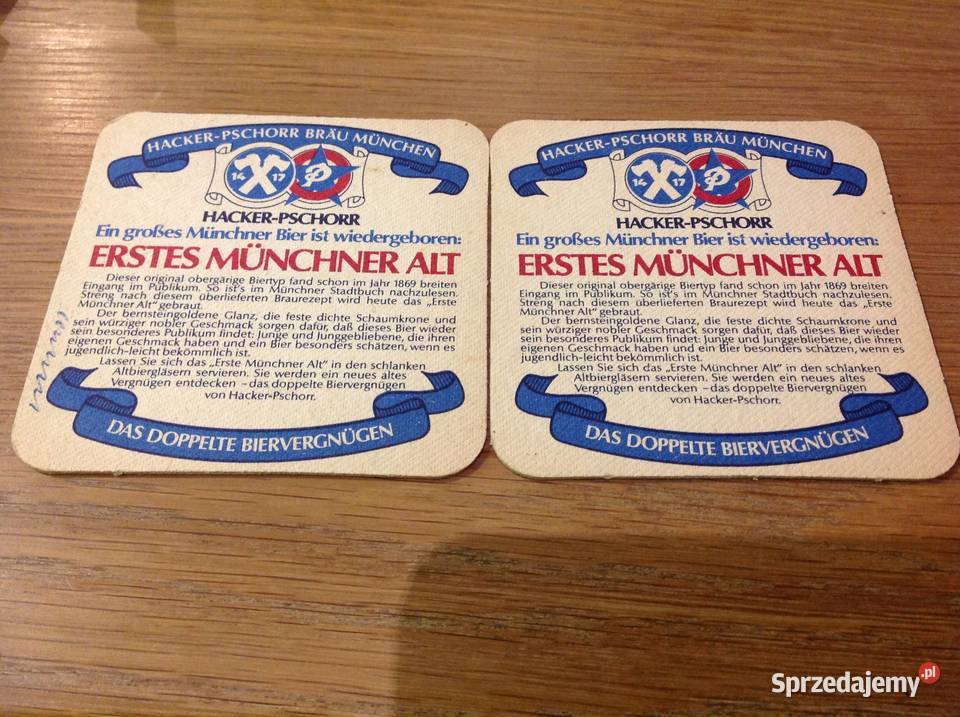 HACKER-PSCHORR BRÄU MÜNCHEN
14 17
HACKER-PSCHORR
Ein großes Münchner Bier ist wiedergeboren:
ERSTES MÜNCHNER ALT
Dieser original obergärige Biertyp fand schon im Jahr 1869 breiten
Eingang im Publikum. So ist's im Münchner Stadtbuch nachzulesen.
Streng nach diesem überlieferten Braurezept wird heute das „Erste
Münchner Alt" gebraut.
Der bernsteingoldene Glanz, die feste dichte Schaumkrone und
sein würziger nobler Geschmack sorgen dafür, daß dieses Bier wieder
sein besonderes Publikum findet: Junge und Junggebliebene, die ihren
eigenen Geschmack haben und ein Bier besonders schätzen, wenn es
jugendlich-leicht bekömmlich ist.
Lassen Sie sich das „Erste Münchner Alt" in den schlanken
Altbiergläsern servieren. Sie werden ein neues altes
Vergnügen entdecken – das doppelte Biervergnügen
von Hacker-Pschorr.
DAS DOPPELTE BIERVERGNÜGEN
HACKER-PSCHORR BRÄU MÜNCHEN
14 17
HACKER-PSCHORR
Ein großes Münchner Bier ist wiedergeboren:
ERSTES MÜNCHNER ALT
Dieser original obergärige Biertyp fand schon im Jahr 1869 breiten
Eingang im Publikum. So ist's im Münchner Stadtbuch nachzulesen.
Streng nach diesem überlieferten Braurezept wird heute das „Erste
Münchner Alt" gebraut.
Der bernsteingoldene Glanz, die feste dichte Schaumkrone und
sein würziger nobler Geschmack sorgen dafür, daß dieses Bier wieder
sein besonderes Publikum findet: Junge und Junggebliebene, die ihren
eigenen Geschmack haben und ein Bier besonders schätzen, wenn es
jugendlich-leicht bekömmlich ist.
Lassen Sie sich das „Erste Münchner Alt" in den schlanken
Altbiergläsern servieren. Sie werden ein neues altes
Vergnügen entdecken – das doppelte Biervergnügen
von Hacker-Pschorr.
DAS DOPPELTE BIERVERGNÜGEN
Sprzedajemy.pl